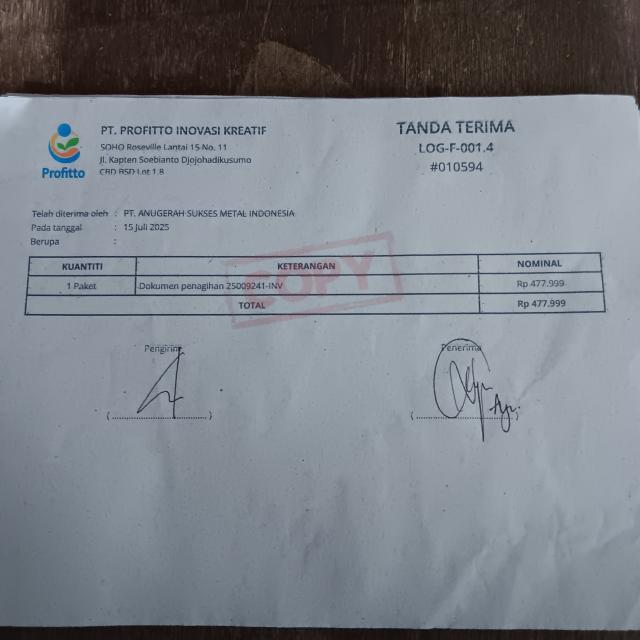 PT. PROFITTO INOVASI KREATIF
SOHO Roseville Lantai 15 No. 11
Jl. Kapten Soebianto Djojohadikusumo
CBD BSD Lot 1.8
Profitto
TANDA TERIMA
LOG-F-001.4
#010594
Telah diterima oleh : PT. ANUGERAH SUKSES METAL INDONESIA
Pada tanggal : 15 Juli 2025
Berupa :
KUANTITI KETERANGAN NOMINAL
1 Paket Dokumen penagihan 25009241-INV Rp 477.999
TOTAL Rp 477.999
COPY
Pengirim Penerima
(....................) (....................)